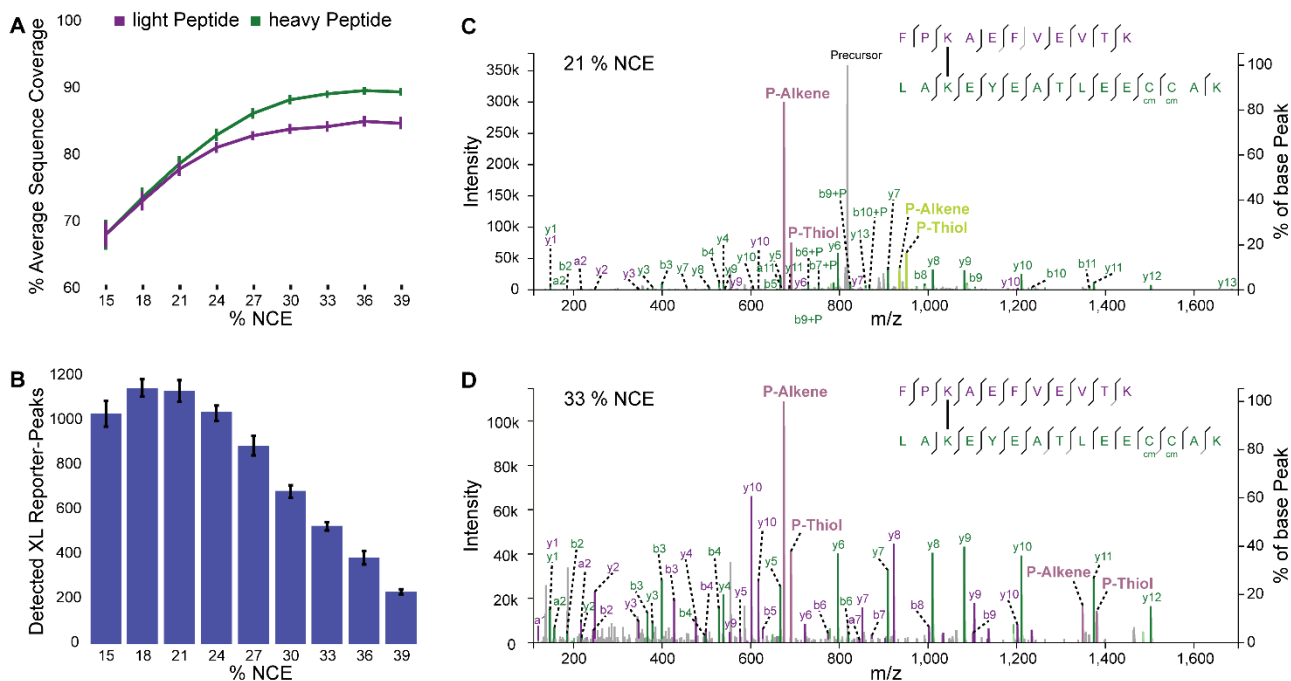 A
light Peptide
heavy Peptide
% Average Sequence Coverage
100
90
80
70
60
15 18 21 24 27 30 33 36 39
% NCE
B
Detected XL Reporter-Peaks
1200
1000
800
600
400
200
0
15 18 21 24 27 30 33 36 39
% NCE
C
21 % NCE
Precursor
F P K A E F V E V T K
L A K E Y E A T L E E C C A K
cm cm
Intensity
350k
300k
250k
200k
150k
100k
50k
0
% of base Peak
100
80
60
40
20
0
P-Alkene
P-Thiol
P-Alkene
P-Thiol
b9+P
y7
b10+P
y1
y1
a2
b2
a2
y2
y3
y3
b3
y7
y8
b4
y4
y9
y9
y10
y10
a11
y5
b5
y11
y6
b6+P
b7+P
y6
y13
y7
b8
y8
y9
b9
y10
y10
b10
b11
y11
y12
y13
b9+P
200 400 600 800 1,000 1,200 1,400 1,600
m/z
D
33 % NCE
F P K A E F V E V T K
L A K E Y E A T L E E C C A K
cm cm
Intensity
100k
80k
60k
40k
20k
0
% of base Peak
100
80
60
40
20
0
P-Alkene
P-Thiol
P-Alkene
P-Thiol
y1
y1
a2
b2
a2
y2
y2
b2
y3
b3
y3
b3
b3
y4
b4
b4
b4
y4
y9
y5
y10
y10
b5
y5
y6
b6
y6
b6
a7
y7
b7
y7
y8
b8
y8
y9
y9
b9
y10
y10
y11
y12
200 400 600 800 1,000 1,200 1,400 1,600
m/z